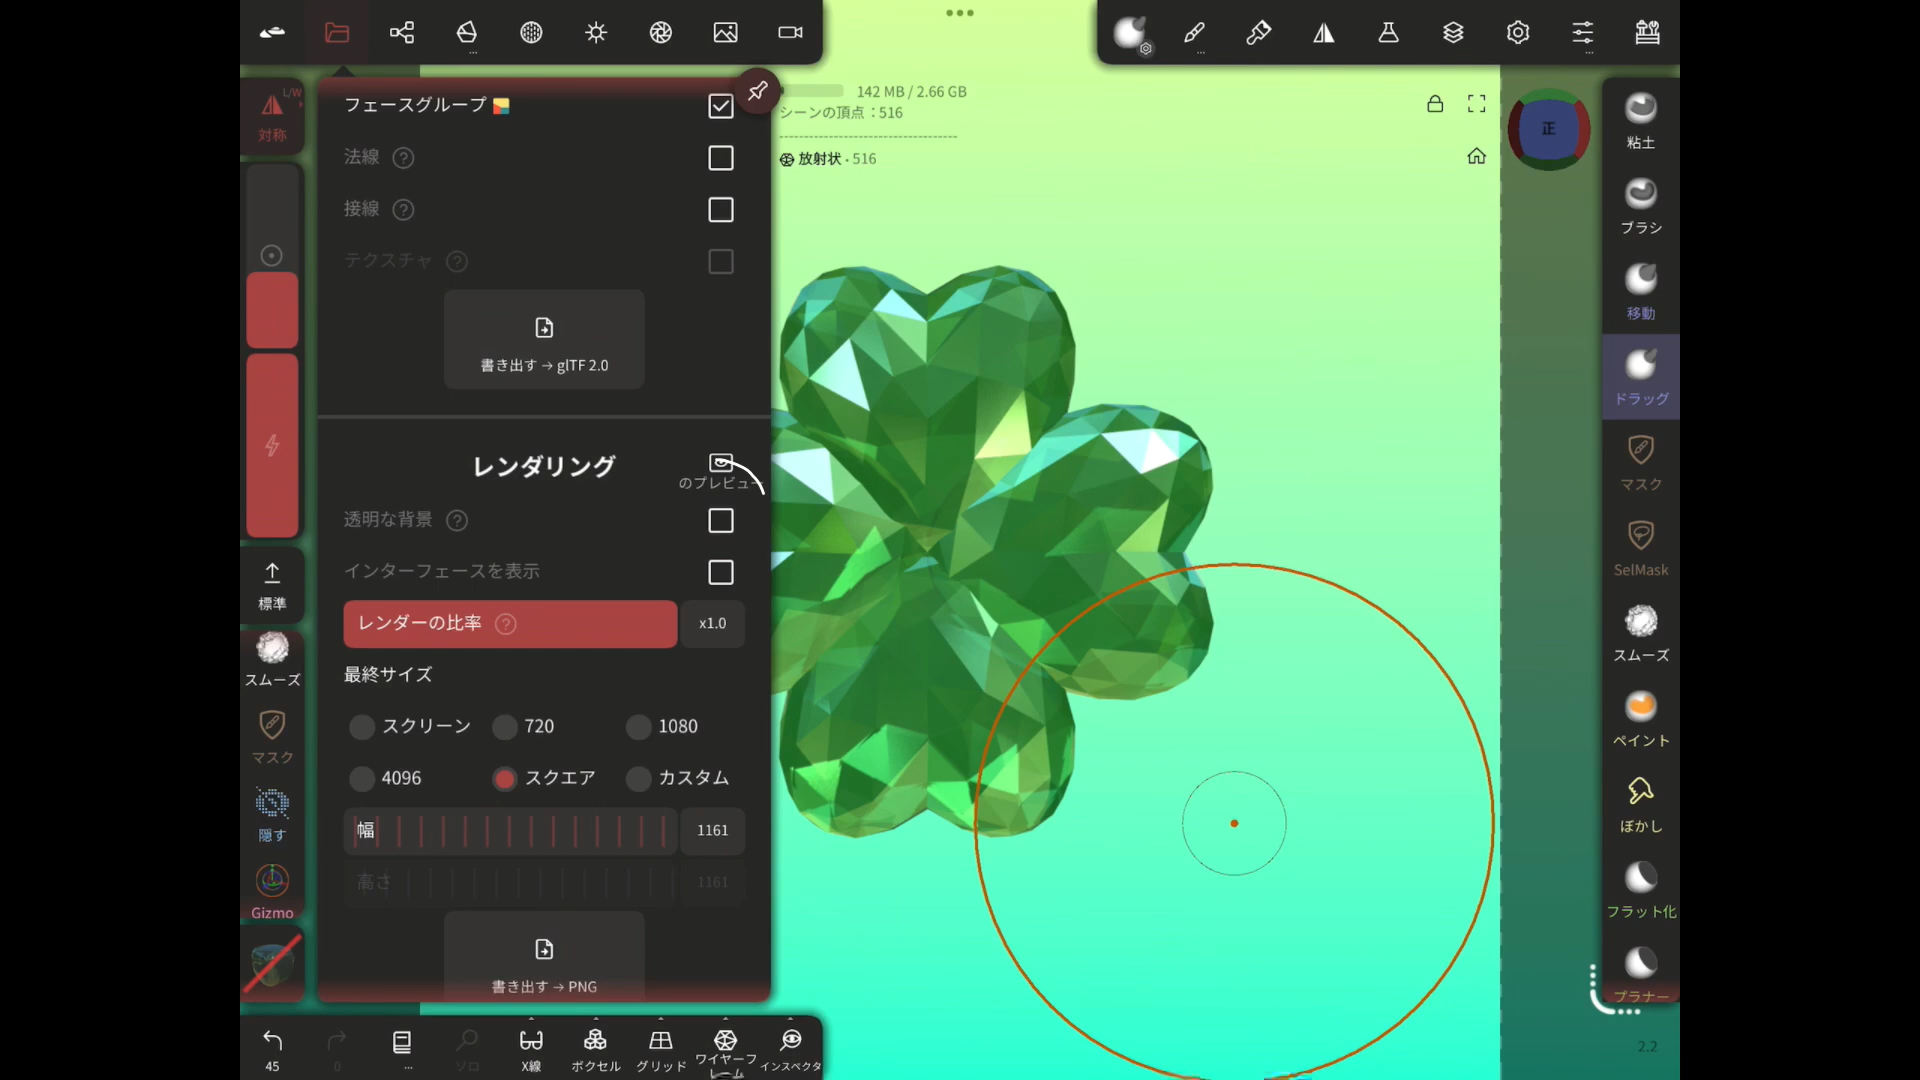 L/W
対称
標準
スムーズ
マスク
隠す
Gizmo
フェースグループ
法線 ?
接線 ?
テクスチャ ?
書き出す → glTF 2.0
レンダリング
のプレビュー
透明な背景 ?
インターフェースを表示
レンダーの比率 ?
x1.0
最終サイズ
スクリーン 720 1080
4096 スクエア カスタム
幅 1161
高さ 1161
書き出す → PNG
142 MB / 2.66 GB
シーンの頂点 : 516
放射状 · 516
正
粘土
ブラシ
移動
ドラッグ
マスク
SelMask
スムーズ
ペイント
ぼかし
フラット化
プラナー
2.2
45
0
...
ソロ
X線
ボクセル
グリッド
ワイヤーフ
レーム
インスペクタ